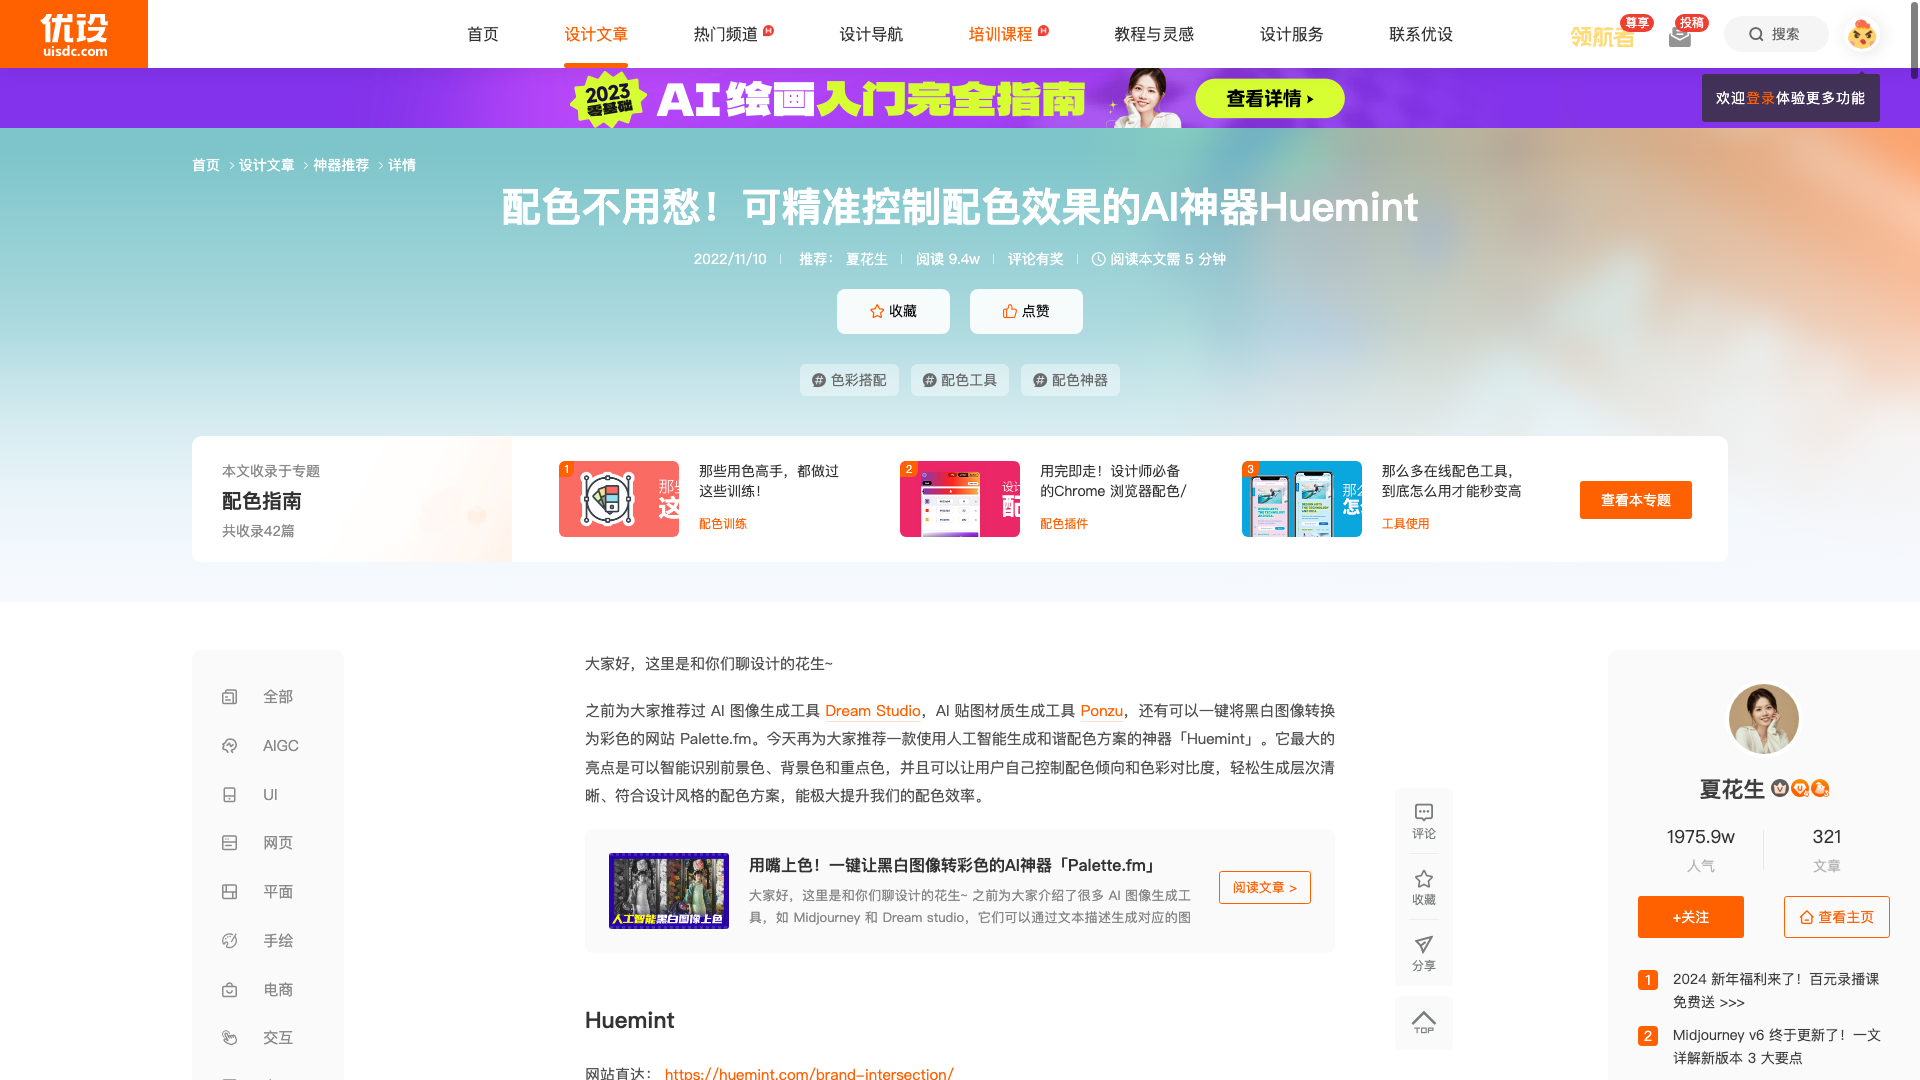 优设
uisdc.com
首页
设计文章
热门频道
设计导航
培训课程
教程与灵感
设计服务
联系优设
领航者
尊享
投稿
搜索
2023
零基础
AI绘画入门完全指南
查看详情
欢迎登录体验更多功能
首页
设计文章
神器推荐
详情
配色不用愁！可精准控制配色效果的AI神器Huemint
2022/11/10
推荐： 夏花生
阅读 9.4w
评论有奖
阅读本文需 5 分钟
收藏
点赞
色彩搭配
配色工具
配色神器
本文收录于专题
配色指南
共收录42篇
1
那些用色高手，都做过
这些训练！
配色训练
2
用完即走！设计师必备
的Chrome 浏览器配色/
配色插件
3
那么多在线配色工具，
到底怎么用才能秒变高
工具使用
查看本专题
全部
AIGC
UI
网页
平面
手绘
电商
交互
大家好，这里是和你们聊设计的花生~
之前为大家推荐过 AI 图像生成工具 Dream Studio，AI 贴图材质生成工具 Ponzu，还有可以一键将黑白图像转换
为彩色的网站 Palette.fm。今天再为大家推荐一款使用人工智能生成和谐配色方案的神器「Huemint」。它最大的
亮点是可以智能识别前景色、背景色和重点色，并且可以让用户自己控制配色倾向和色彩对比度，轻松生成层次清
晰、符合设计风格的配色方案，能极大提升我们的配色效率。
人工智能黑白图像上色
用嘴上色！一键让黑白图像转彩色的AI神器「Palette.fm」
大家好，这里是和你们聊设计的花生~ 之前为大家介绍了很多 AI 图像生成工
具，如 Midjourney 和 Dream studio，它们可以通过文本描述生成对应的图
阅读文章 >
Huemint
网站直达： https://huemint.com/brand-intersection/
评论
收藏
分享
TOP
夏花生
1975.9w
人气
321
文章
+关注
查看主页
1
2024 新年福利来了！百元录播课
免费送 >>>
2
Midjourney v6 终于更新了！一文
详解新版本 3 大要点